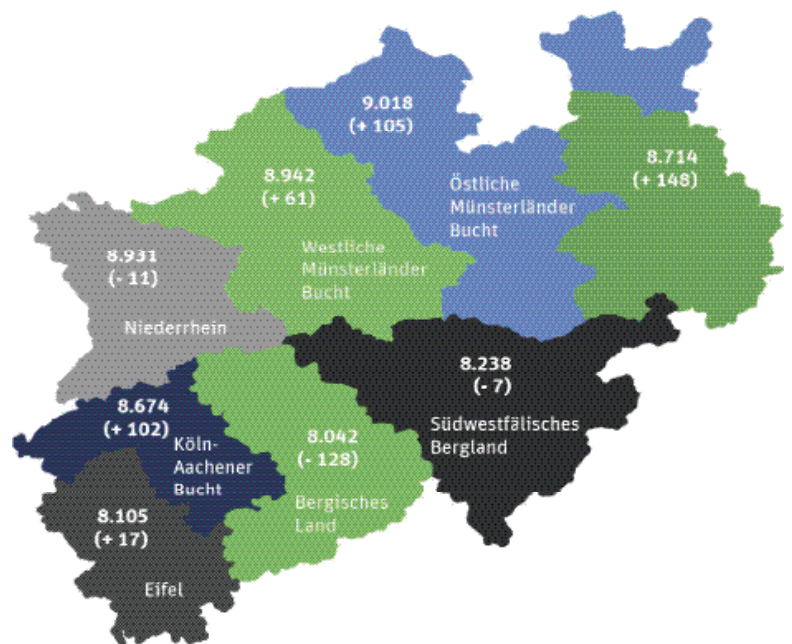 9.018
(+ 105)
8.714
(+ 148)
8.942
(+ 61)
Östliche
Münsterländer
Bucht
8.931
(- 11)
Westliche
Münsterländer
Bucht
Niederrhein
8.238
(- 7)
8.674
(+ 102)
Südwestfälisches
Bergland
8.042
(- 128)
Köln-
Aachener
Bucht
Bergisches
Land
8.105
(+ 17)
Eifel